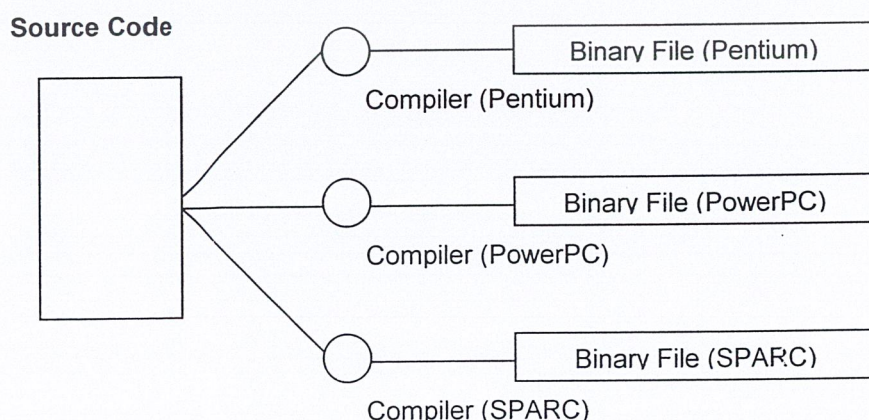 Source Code
Binary File (Pentium)
Compiler (Pentium)
Binary File (PowerPC)
Compiler (PowerPC)
Binary File (SPARC)
Compiler (SPARC)